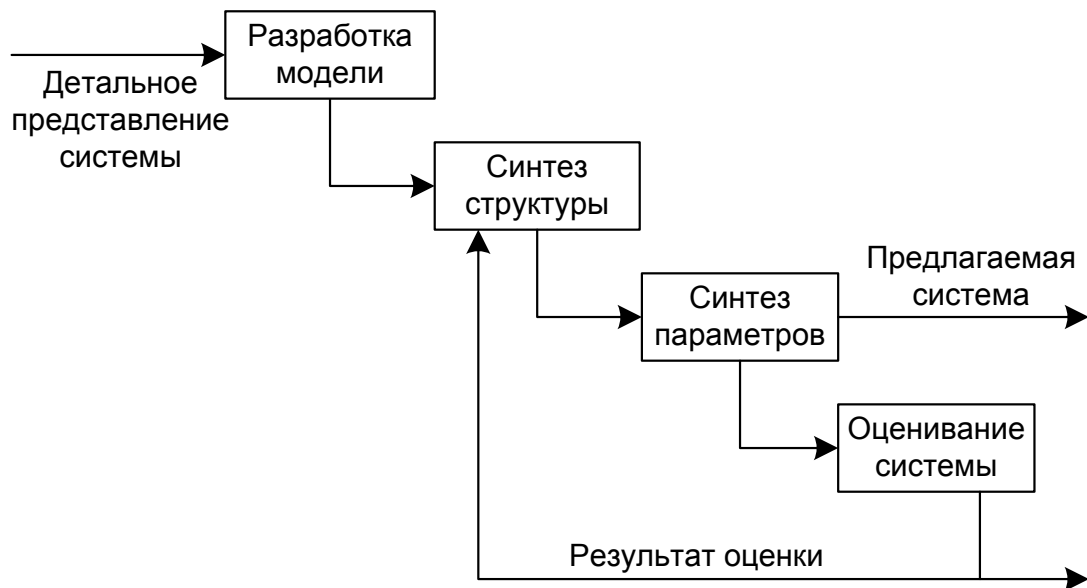 Разработка
модели
Детальное
представление
системы
Синтез
структуры
Предлагаемая
система
Синтез
параметров
Оценивание
системы
Результат оценки